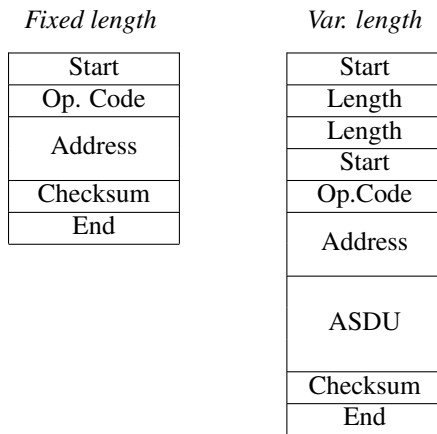 Fixed length
Start
Op. Code
Address
Checksum
End
Var. length
Start
Length
Length
Start
Op.Code
Address
ASDU
Checksum
End